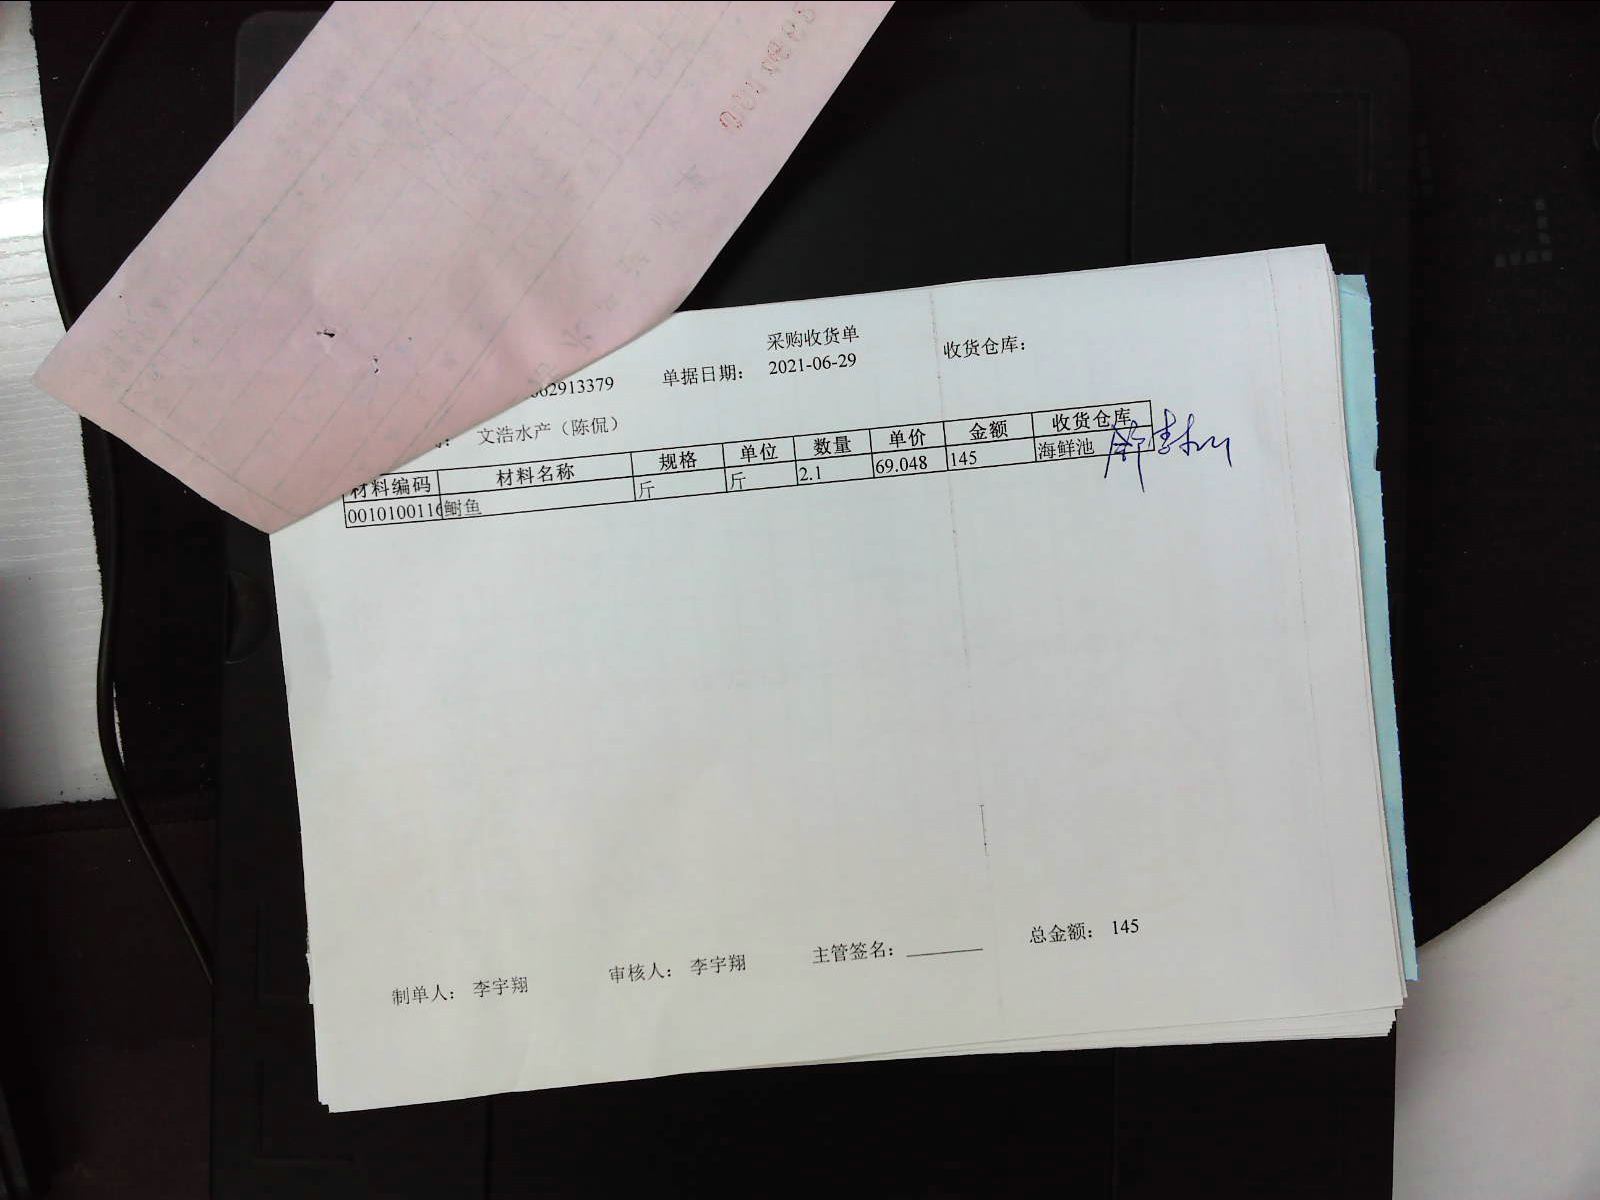 采购收货单
62913379 单据日期： 2021-06-29 收货仓库：
： 文浩水产（陈侃）
材料编码 材料名称 规格 单位 数量 单价 金额 收货仓库
0010100116 鲥鱼 斤 斤 2.1 69.048 145 海鲜池
制单人： 李宇翔 审核人： 李宇翔 主管签名： 总金额： 145